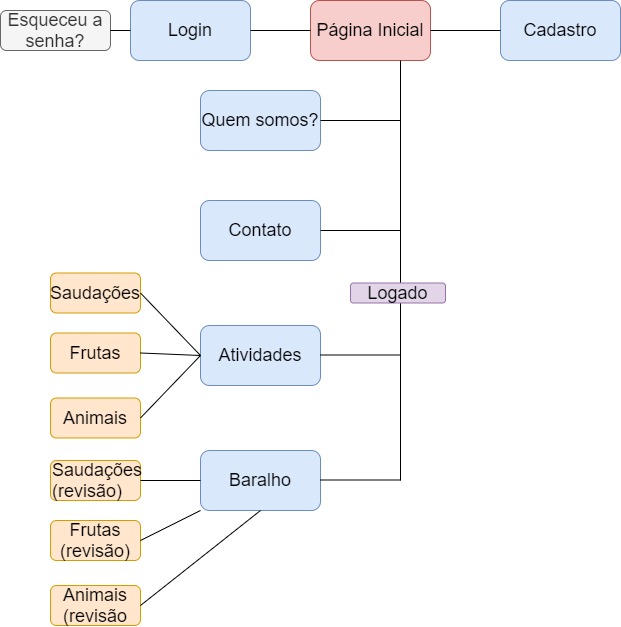 Esqueceu a
senha?
Login
Página Inicial
Cadastro
Quem somos?
Contato
Logado
Saudações
Frutas
Atividades
Animais
Saudações
(revisão)
Baralho
Frutas
(revisão)
Animais
(revisão